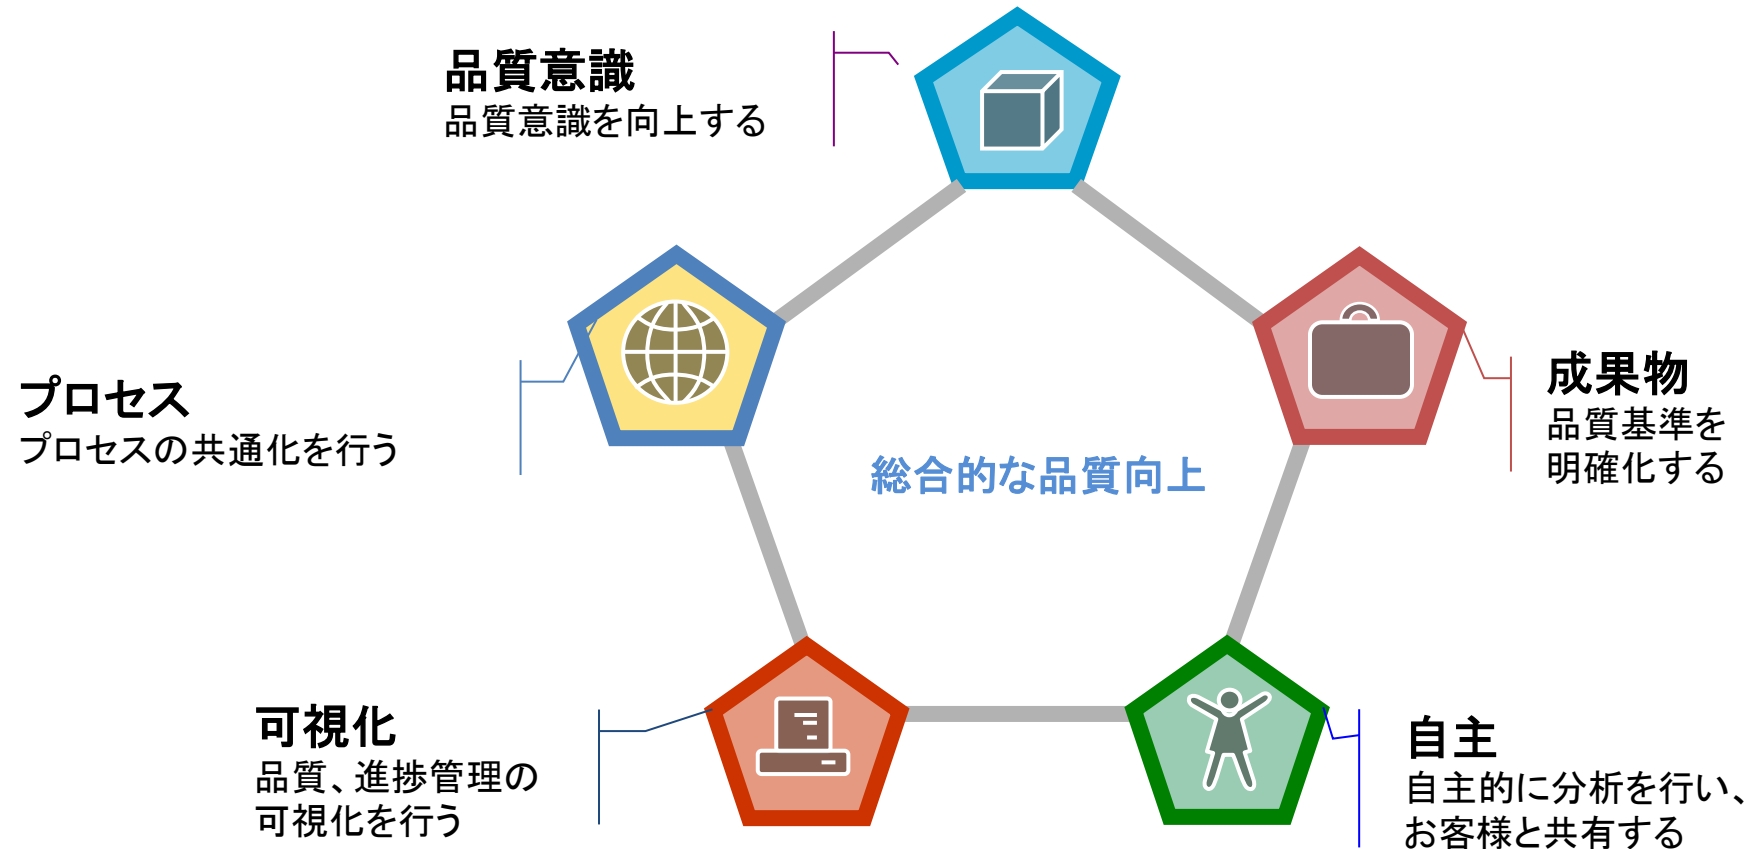 品質意識
品質意識を向上する
プロセス
プロセスの共通化を行う
成果物
品質基準を
明確化する
総合的な品質向上
可視化
品質、進捗管理の
可視化を行う
自主
自主的に分析を行い、
お客様と共有する